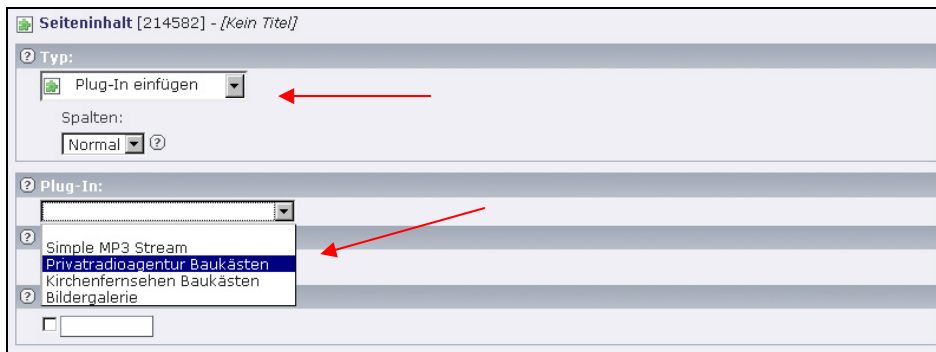 Seiteninhalt [214582] - [Kein Titel]
Typ:
Plug-In einfügen
Spalten:
Normal
Plug-In:
Simple MP3 Stream
Privatradioagentur Baukästen
Kirchenfernsehen Baukästen
Bildergalerie